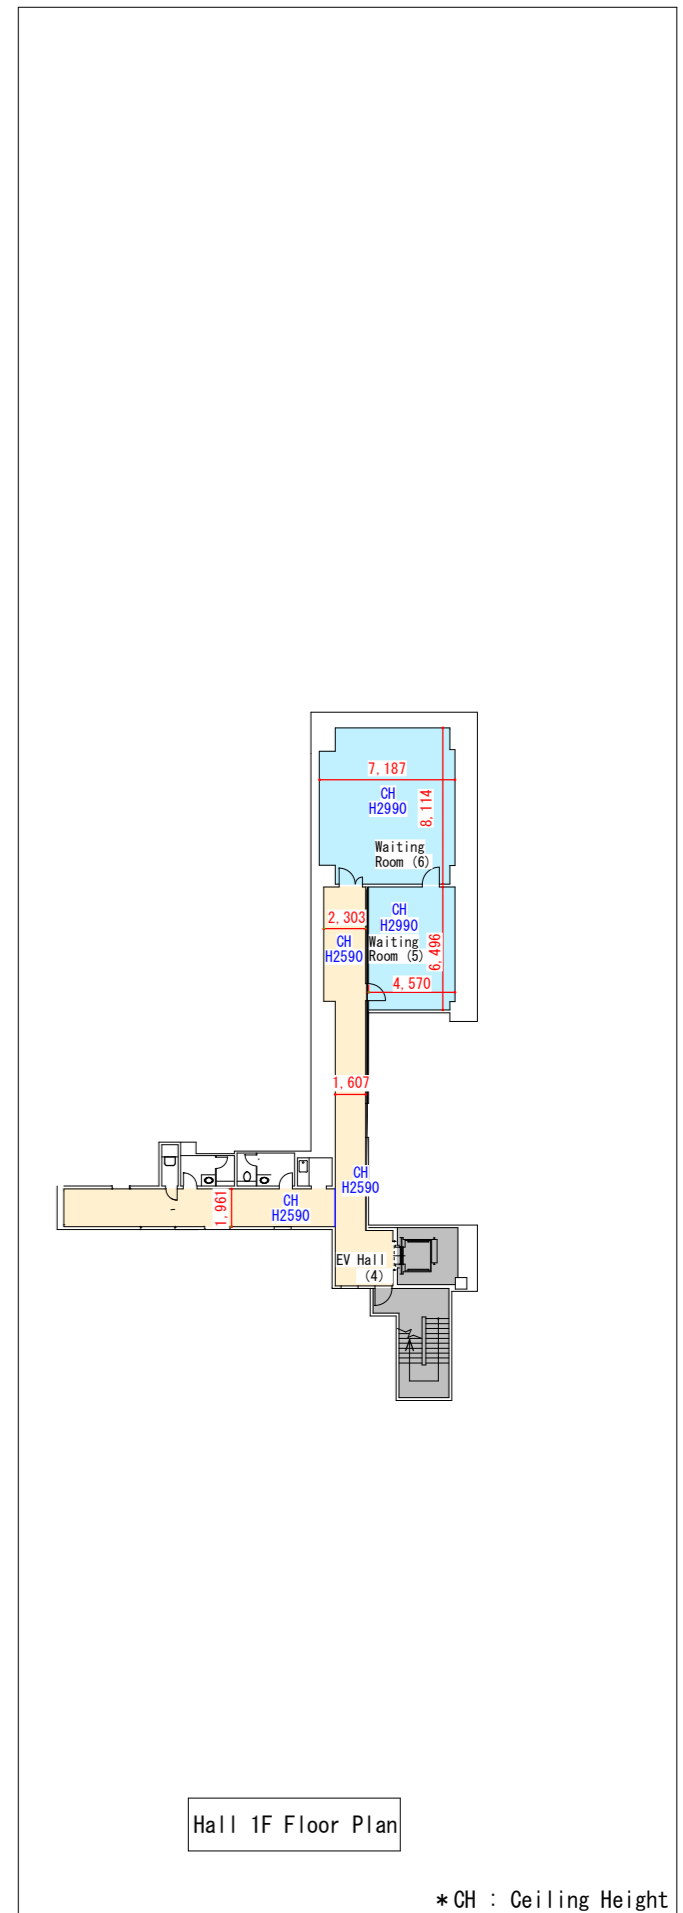 7,187
CH
H2990
8,114
Waiting
Room (6)
2,303
CH
H2590
CH
H2990
Waiting
Room (5)
6,496
4,570
1,607
CH
H2590
1,961
CH
H2590
EV Hall
(4)
Hall 1F Floor Plan
*CH : Ceiling Height